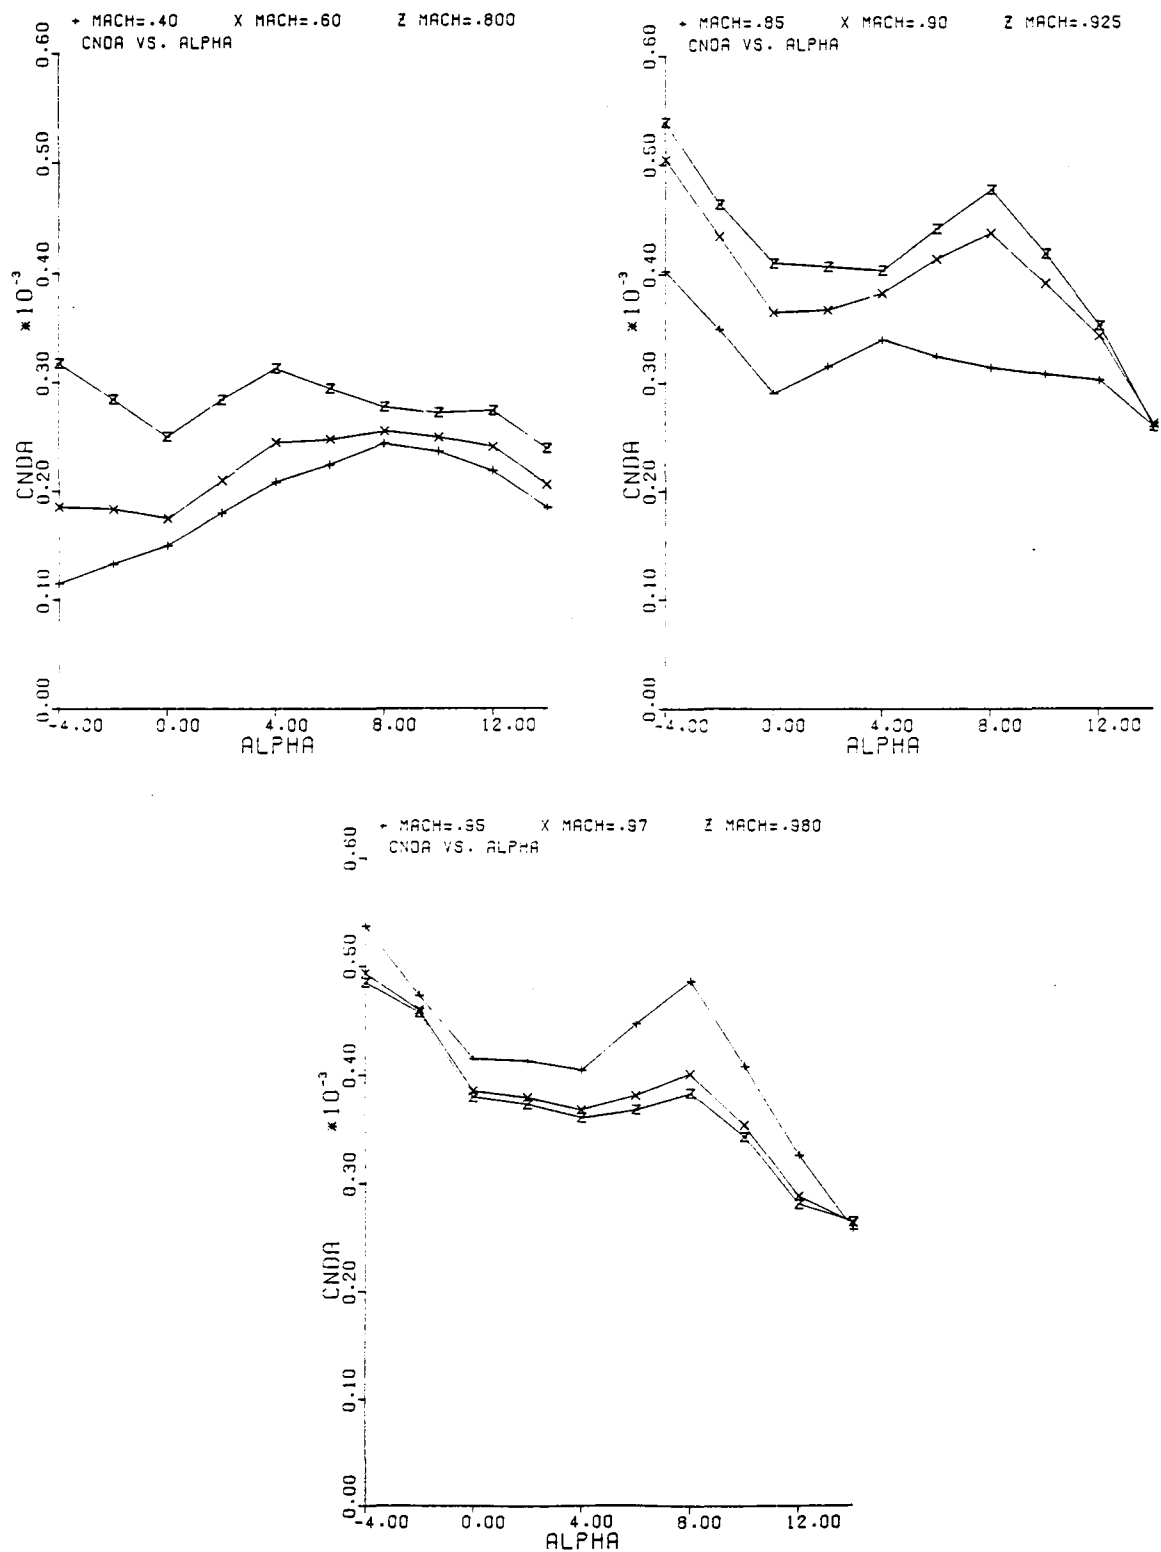 + MACH=.40 X MACH=.60 Z MACH=.800
CNDA VS. ALPHA
0.60
0.50
0.40
0.30
0.20
0.10
0.00
*10⁻³
CNDA
-4.00 0.00 4.00 8.00 12.00
ALPHA
+ MACH=.85 X MACH=.90 Z MACH=.925
CNDA VS. ALPHA
0.60
0.50
0.40
0.30
0.20
0.10
0.00
*10⁻³
CNDA
-4.00 0.00 4.00 8.00 12.00
ALPHA
+ MACH=.95 X MACH=.97 Z MACH=.980
CNDA VS. ALPHA
0.60
0.50
0.40
0.30
0.20
0.10
0.00
*10⁻³
CNDA
-4.00 0.00 4.00 8.00 12.00
ALPHA